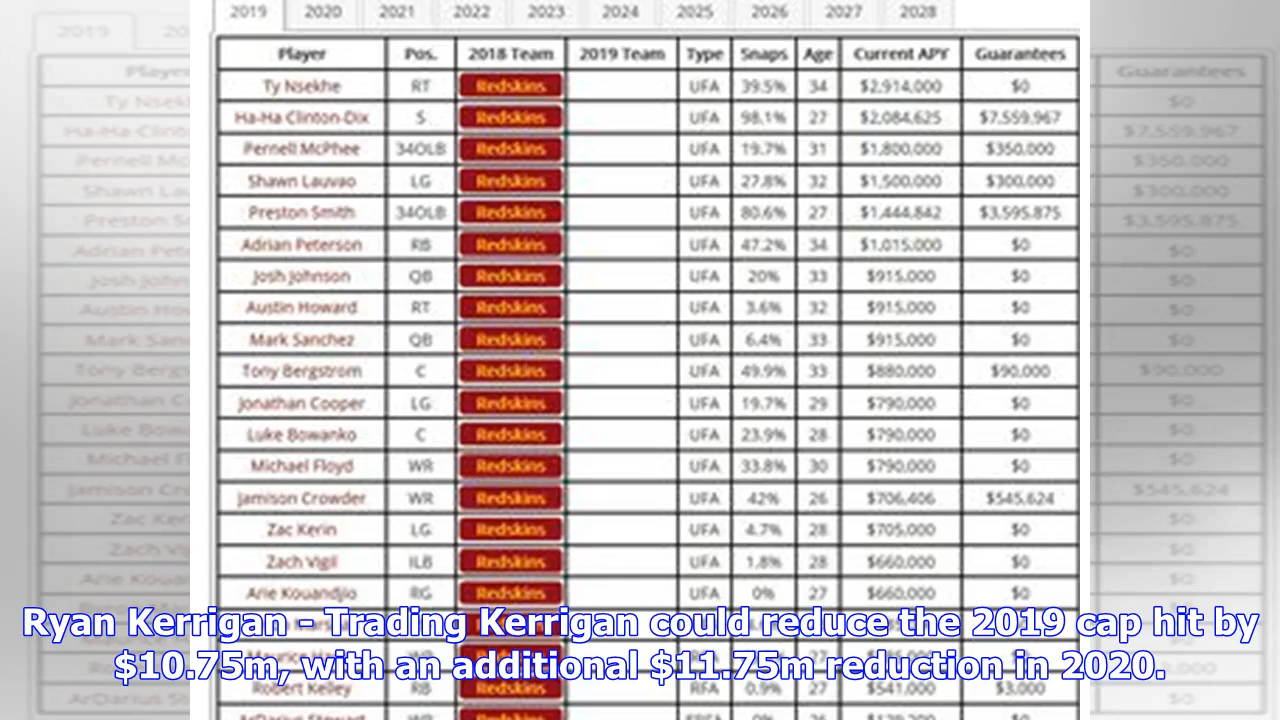 2019 2020 2021 2022 2023 2024 2025 2026 2027 2028
Player Pos. 2018 Team 2019 Team Type Snaps Age Current APY Guarantees
Ty Nsekhe RT Redskins UFA 39.5% 34 $2,914,000 $0
Ha-Ha Clinton-Dix S Redskins UFA 98.1% 27 $2,084,625 $7,559,967
Pernell McPhee 34OLB Redskins UFA 19.7% 31 $1,800,000 $350,000
Shawn Lauvao LG Redskins UFA 27.8% 32 $1,500,000 $300,000
Preston Smith 34OLB Redskins UFA 80.6% 27 $1,444,842 $3,595,875
Adrian Peterson RB Redskins UFA 47.2% 34 $1,015,000 $0
Josh Johnson QB Redskins UFA 20% 33 $915,000 $0
Austin Howard RT Redskins UFA 3.6% 32 $915,000 $0
Mark Sanchez QB Redskins UFA 6.4% 33 $915,000 $0
Tony Bergstrom C Redskins UFA 49.9% 33 $880,000 $90,000
Jonathan Cooper LG Redskins UFA 19.7% 29 $790,000 $0
Luke Bowanko C Redskins UFA 23.9% 28 $790,000 $0
Michael Floyd WR Redskins UFA 33.8% 30 $790,000 $0
Jamison Crowder WR Redskins UFA 42% 26 $706,406 $545,624
Zac Kerin LG Redskins UFA 4.7% 28 $705,000 $0
Zach Vigil ILB Redskins UFA 1.8% 28 $660,000 $0
Arie Kouandjio RG Redskins UFA 0% 27 $660,000 $0
Ryan Kerrigan - Trading Kerrigan could reduce the 2019 cap hit by
$10.75m, with an additional $11.75m reduction in 2020.
Robert Kelley RB Redskins RFA 0.9% 27 $541,000 $3,000
ArDarius Stewart WR Redskins